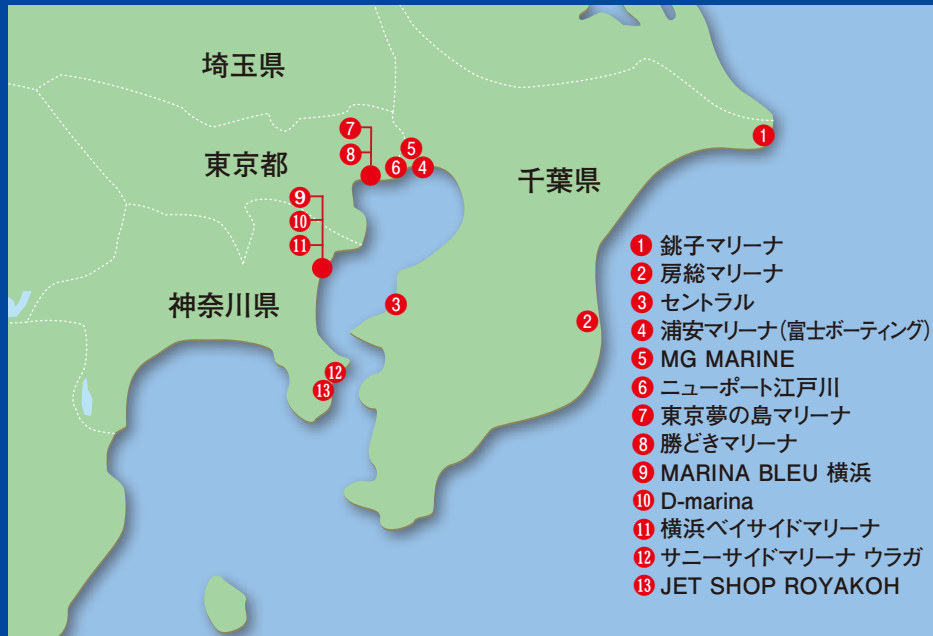 埼玉県
東京都
千葉県
神奈川県
7
8
5
6
4
1
9
10
11
3
2
12
13
1 銚子マリーナ
2 房総マリーナ
3 セントラル
4 浦安マリーナ(富士ボーティング)
5 MG MARINE
6 ニューポート江戸川
7 東京夢の島マリーナ
8 勝どきマリーナ
9 MARINA BLEU 横浜
10 D-marina
11 横浜ベイサイドマリーナ
12 サニーサイドマリーナ ウラガ
13 JET SHOP ROYAKOH